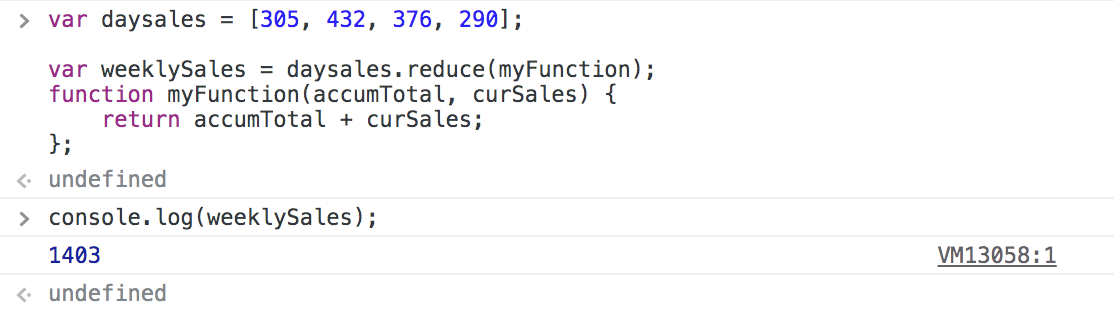 > var daysales = [305, 432, 376, 290];
var weeklySales = daysales.reduce(myFunction);
function myFunction(accumTotal, curSales) {
    return accumTotal + curSales;
};
undefined
> console.log(weeklySales);
1403 VM13058:1
undefined